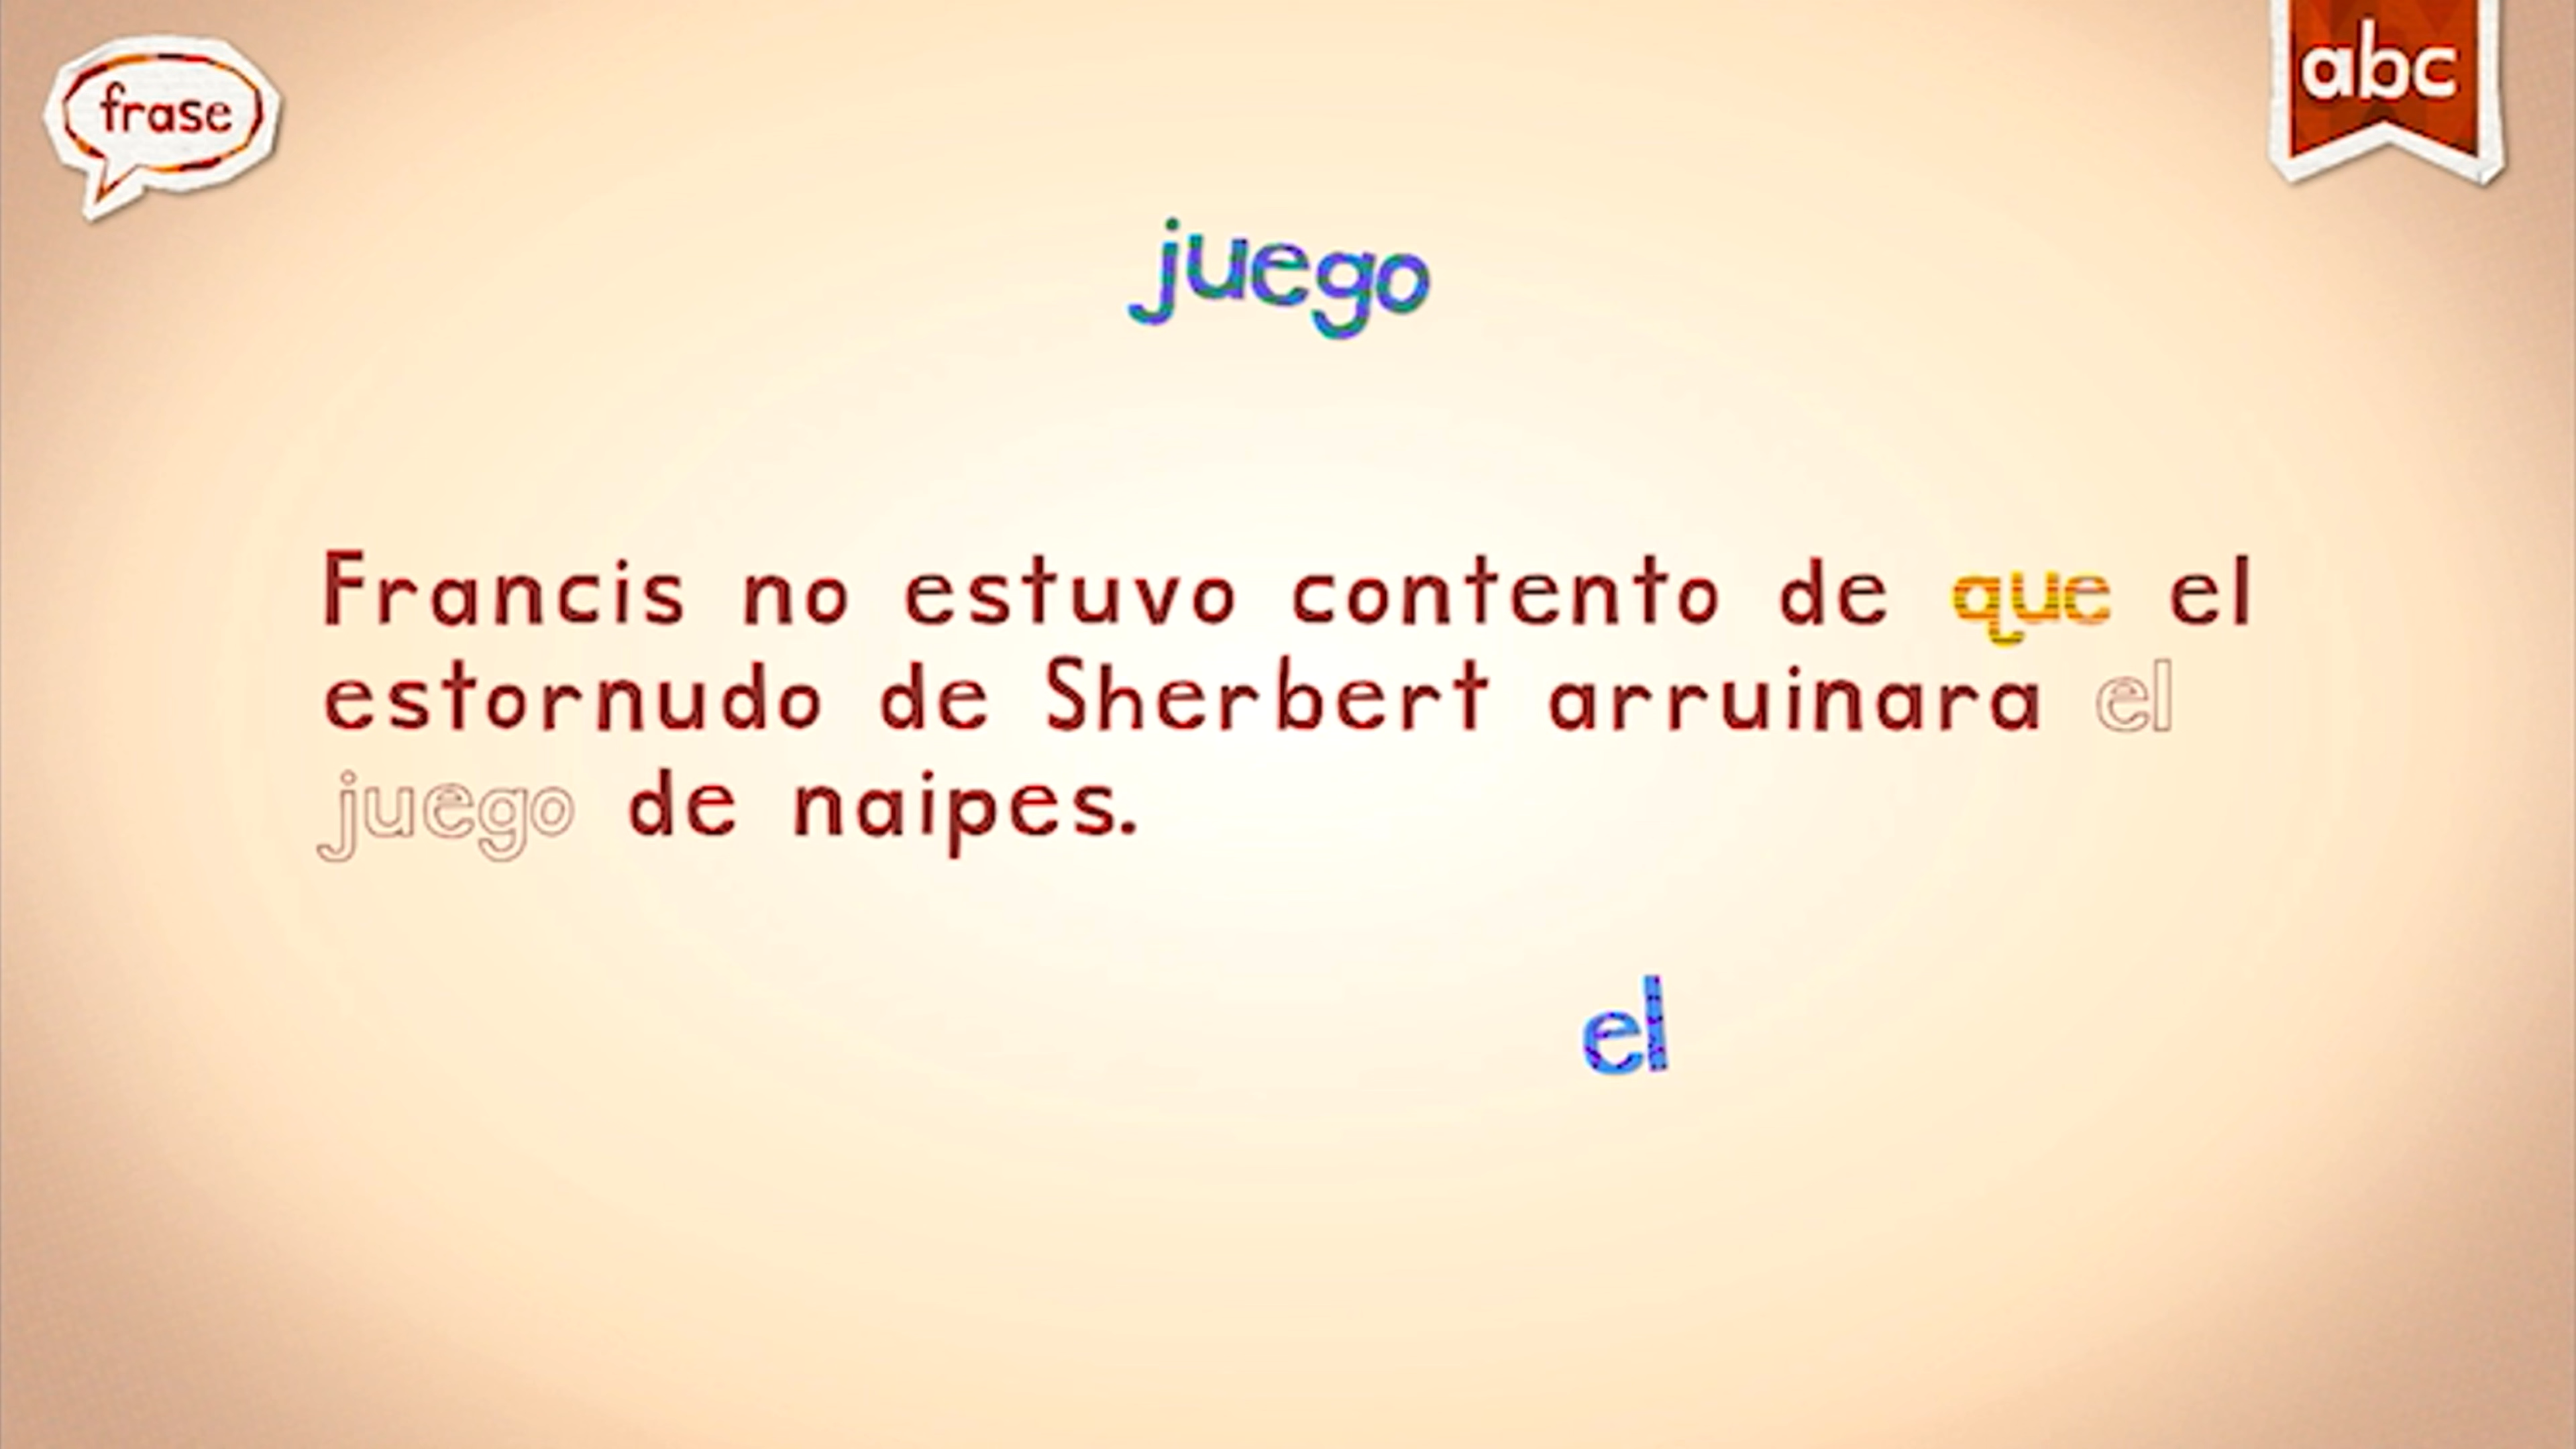 frase
abc
juego
Francis no estuvo contento de que el
estornudo de Sherbert arruinara el
juego de naipes.
el